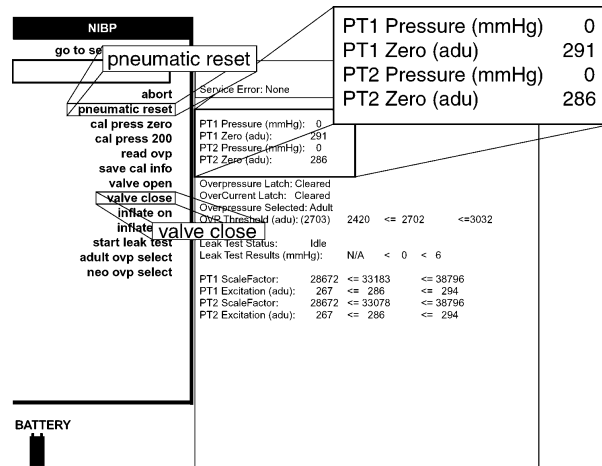 NIBP
go to se
pneumatic reset
abort
pneumatic reset
cal press zero
cal press 200
read ovp
save cal info
valve open
valve close
inflate on
inflate
valve close
start leak test
adult ovp select
neo ovp select
BATTERY
PT1 Pressure (mmHg) 0
PT1 Zero (adu) 291
PT2 Pressure (mmHg) 0
PT2 Zero (adu) 286
Service Error: None
PT1 Pressure (mmHg): 0
PT1 Zero (adu): 291
PT2 Pressure (mmHg): 0
PT2 Zero (adu): 286
Overpressure Latch: Cleared
OverCurrent Latch: Cleared
Overpressure Selected: Adult
OVR Threshold (adu): (2703) 2420 <= 2702 <=3032
Leak Test Status: Idle
Leak Test Results (mmHg): N/A < 0 < 6
PT1 ScaleFactor: 28672 <= 33183 <= 38796
PT1 Excitation (adu): 267 <= 286 <= 294
PT2 ScaleFactor: 28672 <= 33078 <= 38796
PT2 Excitation (adu): 267 <= 286 <= 294